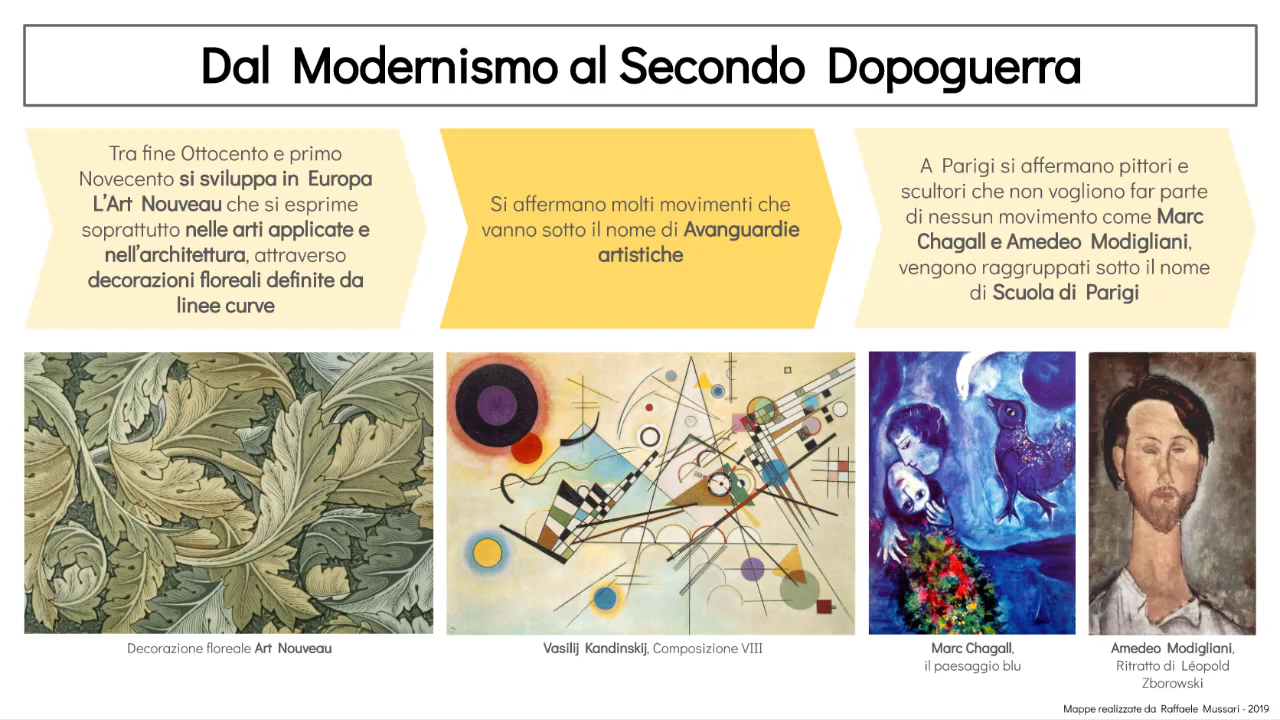 Dal Modernismo al Secondo Dopoguerra
Tra fine Ottocento e primo
Novecento si sviluppa in Europa
L'Art Nouveau che si esprime
soprattutto nelle arti applicate e
nell'architettura, attraverso
decorazioni floreali definite da
linee curve
Si affermano molti movimenti che
vanno sotto il nome di Avanguardie
artistiche
A Parigi si affermano pittori e
scultori che non vogliono far parte
di nessun movimento come Marc
Chagall e Amedeo Modigliani,
vengono raggruppati sotto il nome
di Scuola di Parigi
Decorazione floreale Art Nouveau
Vasilij Kandinskij, Composizione VIII
Marc Chagall,
il paesaggio blu
Amedeo Modigliani,
Ritratto di Léopold
Zborowski
Mappe realizzate da Raffaele Mussari - 2019